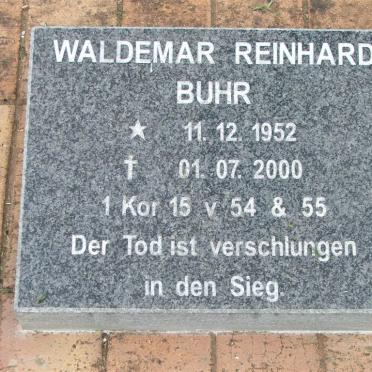 WALDEMAR REINHARD
BUHR
★ 11. 12. 1952
† 01. 07. 2000
1 Kor 15 v 54 & 55
Der Tod ist verschlungen
in den Sieg.